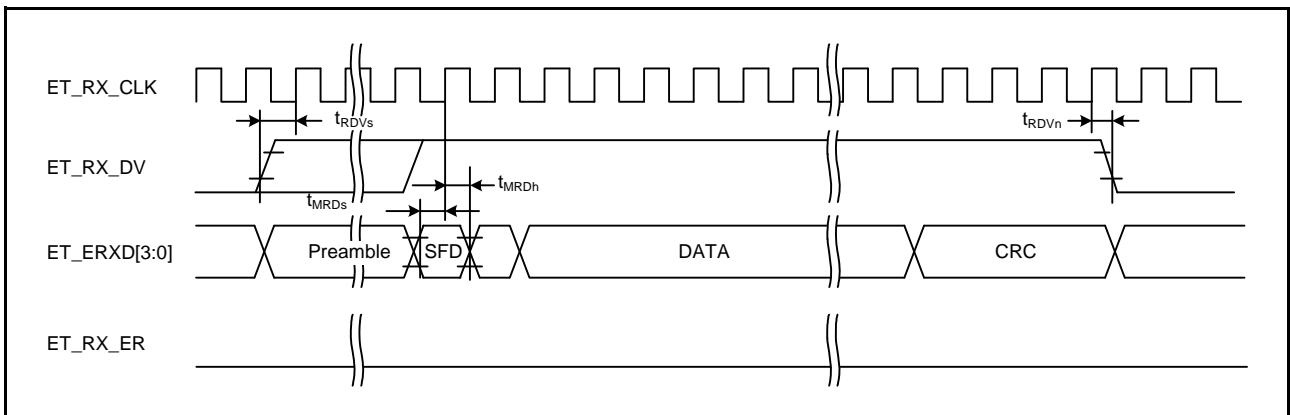 ET_RX_CLK
tRDVs
tRDVn
ET_RX_DV
tMRDs
tMRDh
ET_ERXD[3:0]
Preamble SFD DATA CRC
ET_RX_ER